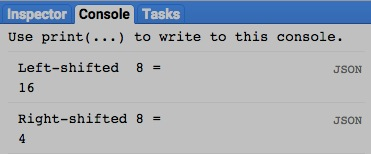 Inspector Console Tasks
Use print(...) to write to this console.
Left-shifted  8 = JSON
16
Right-shifted 8 = JSON
4